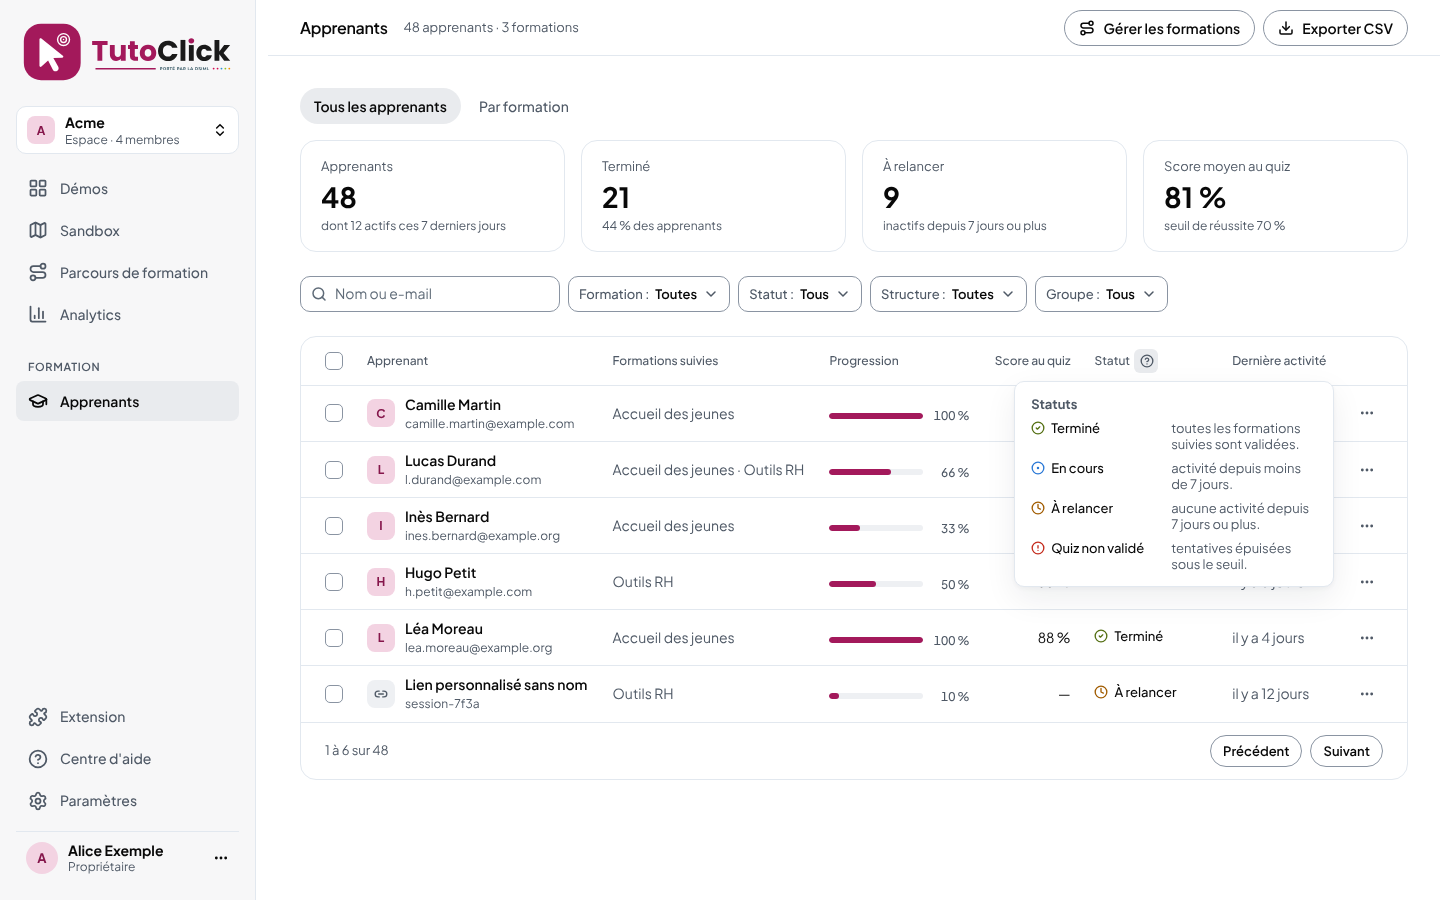 TutoClick
PORTÉ PAR LA DSIML
Apprenants
48 apprenants · 3 formations
Gérer les formations
Exporter CSV
A
Acme
Espace · 4 membres
Démos
Sandbox
Parcours de formation
Analytics
FORMATION
Apprenants
Extension
Centre d'aide
Paramètres
A
Alice Exemple
Propriétaire
Tous les apprenants
Par formation
Apprenants
48
dont 12 actifs ces 7 derniers jours
Terminé
21
44 % des apprenants
À relancer
9
inactifs depuis 7 jours ou plus
Score moyen au quiz
81 %
seuil de réussite 70 %
Nom ou e-mail
Formation : Toutes
Statut : Tous
Structure : Toutes
Groupe : Tous
Apprenant
Formations suivies
Progression
Score au quiz
Statut
Dernière activité
C
Camille Martin
camille.martin@example.com
Accueil des jeunes
100 %
L
Lucas Durand
l.durand@example.com
Accueil des jeunes · Outils RH
66 %
I
Inès Bernard
ines.bernard@example.org
Accueil des jeunes
33 %
H
Hugo Petit
h.petit@example.com
Outils RH
50 %
L
Léa Moreau
lea.moreau@example.org
Accueil des jeunes
100 %
88 %
Terminé
il y a 4 jours
Lien personnalisé sans nom
session-7f3a
Outils RH
10 %
—
À relancer
il y a 12 jours
Statuts
Terminé
toutes les formations
suivies sont validées.
En cours
activité depuis moins
de 7 jours.
À relancer
aucune activité depuis
7 jours ou plus.
Quiz non validé
tentatives épuisées
sous le seuil.
1 à 6 sur 48
Précédent
Suivant